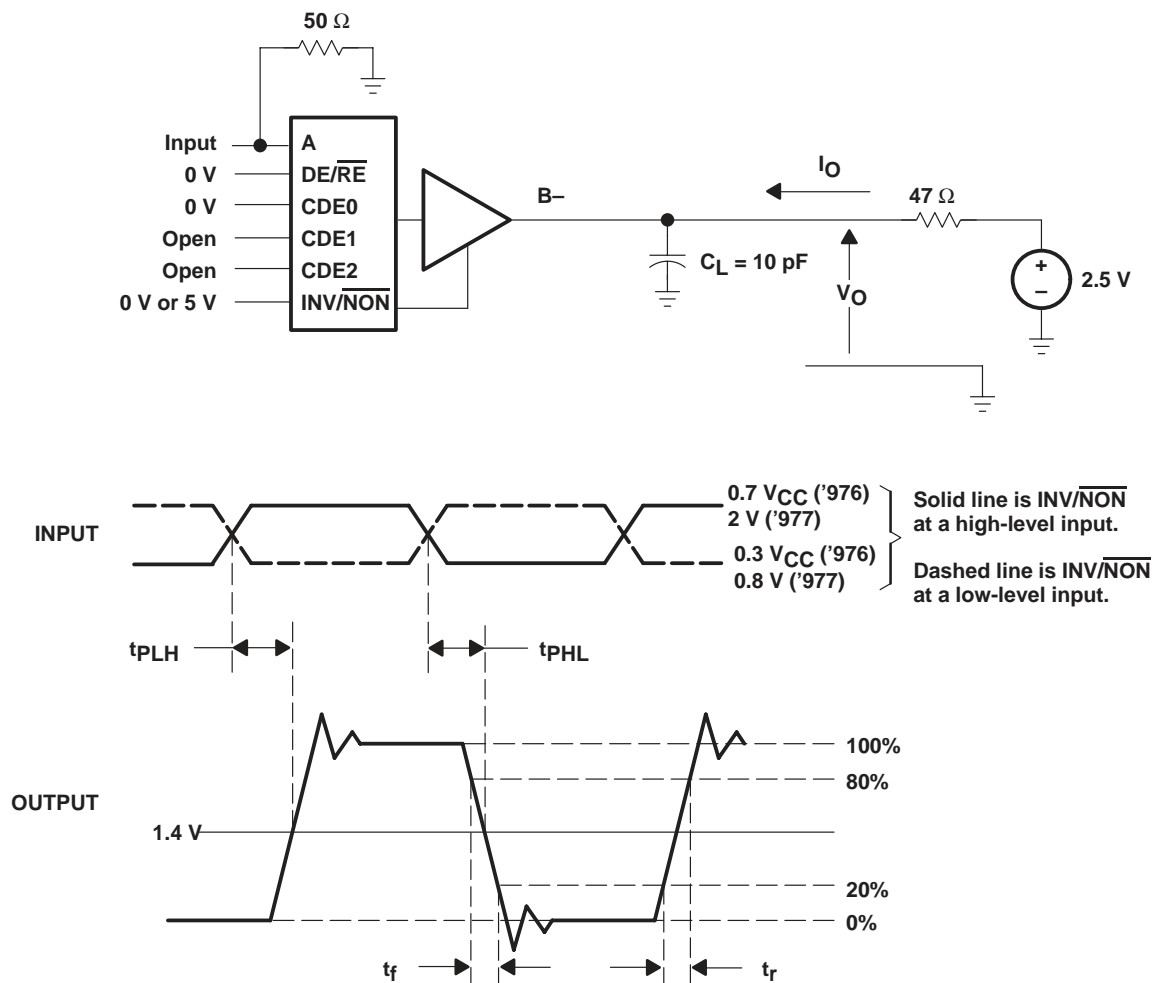 50 Ω
Input
A
0 V
DE/RE
0 V
CDE0
Open
CDE1
Open
CDE2
0 V or 5 V
INV/NON
B–
IO
47 Ω
CL = 10 pF
VO
+
–
2.5 V
INPUT
0.7 VCC ('976)
2 V ('977)
0.3 VCC ('976)
0.8 V ('977)
Solid line is INV/NON
at a high-level input.
Dashed line is INV/NON
at a low-level input.
tPLH
tPHL
OUTPUT
1.4 V
100%
80%
20%
0%
tf
tr